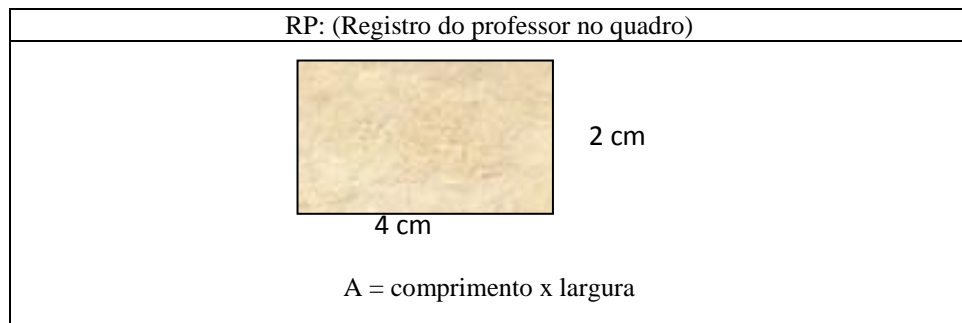 RP: (Registro do professor no quadro)
2 cm
4 cm
A = comprimento x largura